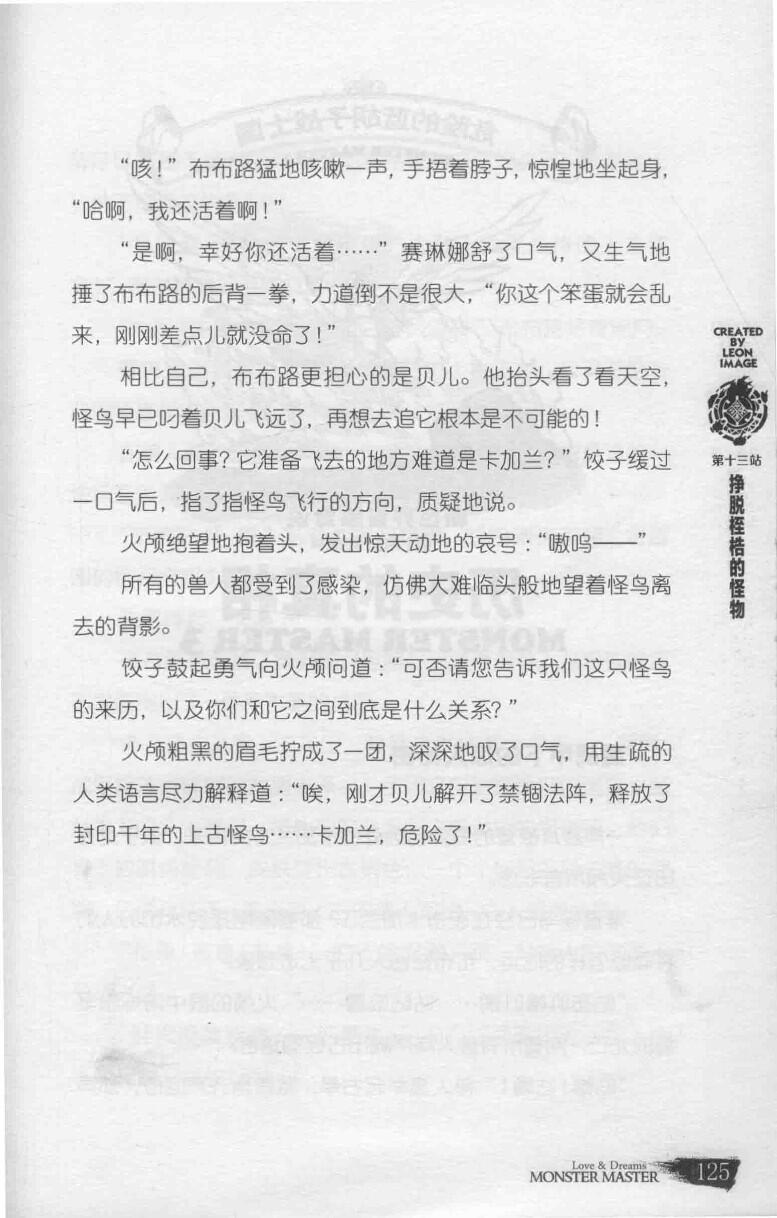 “咳！”布布路猛地咳嗽一声，手捂着脖子，惊惶地坐起身，
“哈啊，我还活着啊！”
“是啊，幸好你还活着……”赛琳娜舒了口气，又生气地
捶了布布路的后背一拳，力道倒不是很大，“你这个笨蛋就会乱
来，刚刚差点儿就没命了！”
相比自己，布布路更担心的是贝儿。他抬头看了看天空，
怪鸟早已叼着贝儿飞远了，再想去追它根本是不可能的！
“怎么回事？它准备飞去的地方难道是卡加兰？”饺子缓过
一口气后，指了指怪鸟飞行的方向，质疑地说。
火颅绝望地抱着头，发出惊天动地的哀号：“嗷呜——”
所有的兽人都受到了感染，仿佛大难临头般地望着怪鸟离
去的背影。
饺子鼓起勇气向火颅问道：“可否请您告诉我们这只怪鸟
的来历，以及你们和它之间到底是什么关系？”
火颅粗黑的眉毛拧成了一团，深深地叹了口气，用生疏的
人类语言尽力解释道：“唉，刚才贝儿解开了禁锢法阵，释放了
封印千年的上古怪鸟……卡加兰，危险了！”
CREATED
BY
LEON
IMAGE
第十三站
挣脱桎梏的怪物
Love & Dreams
MONSTER MASTER
125